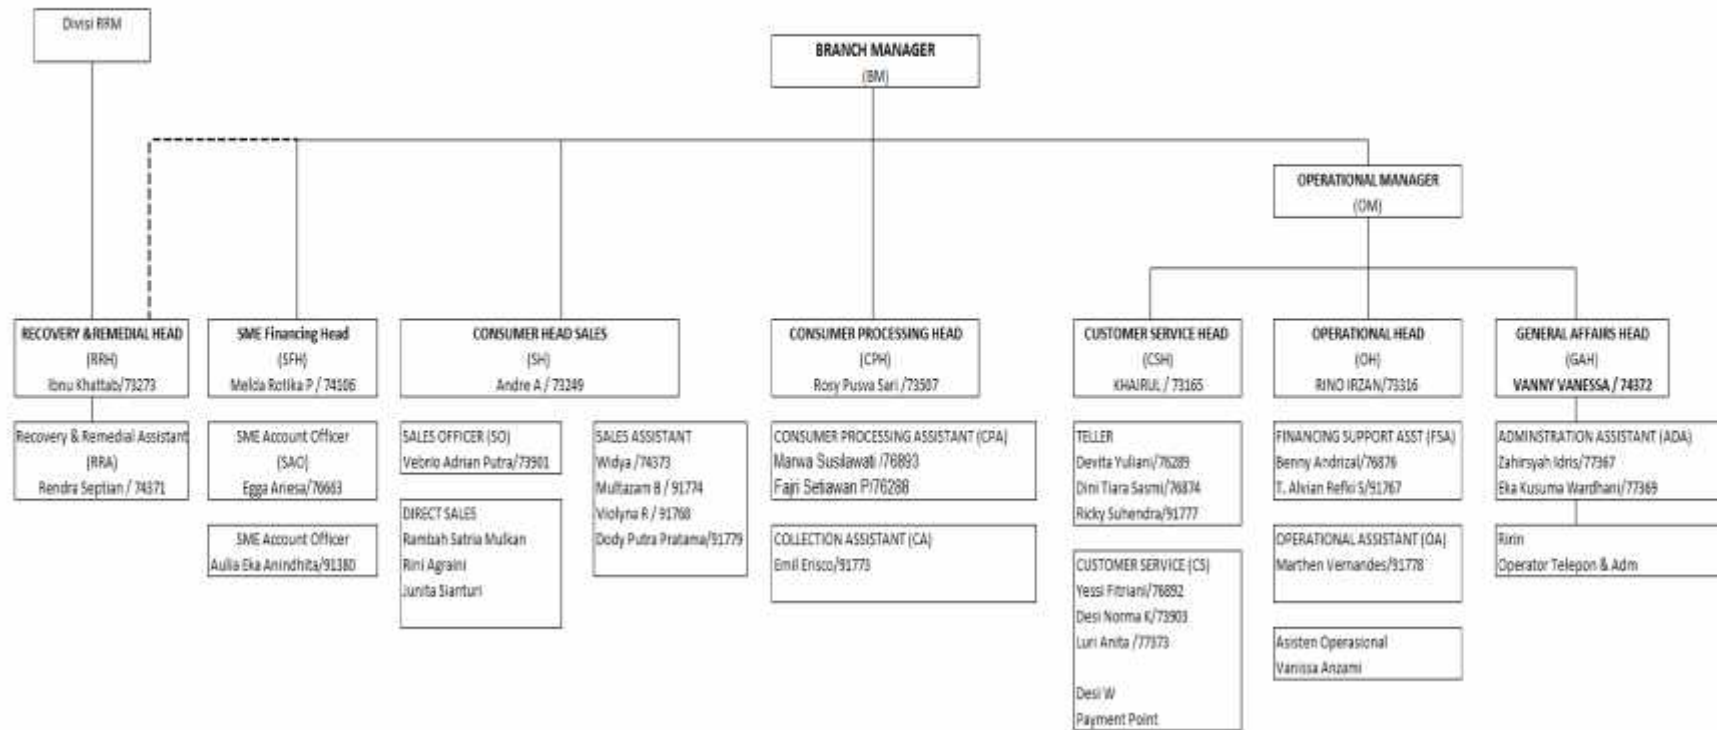 Divisi RRM
BRANCH MANAGER
(BM)
OPERATIONAL MANAGER
(OM)
RECOVERY &REMEDIAL HEAD
(RRH)
Ibnu Khattab/73273
SME Financing Head
(SFH)
Melda Rofika P / 74106
CONSUMER HEAD SALES
(SH)
Andre A / 73249
CONSUMER PROCESSING HEAD
(CPH)
Rosy Puspa Sari /73507
CUSTOMER SERVICE HEAD
(CSH)
KHAIRUL / 73165
OPERATIONAL HEAD
(OH)
RINO IRZAN/73316
GENERAL AFFAIRS HEAD
(GAH)
VANNY VANESSA / 74372
Recovery & Remedial Assistant
(RRA)
Rendra Septian / 74371
SME Account Officer
(SAO)
Egga Ariesa/76663
SME Account Officer
Aulia Eka Anindhita/91380
SALES OFFICER (SO)
Vebrio Adrian Putra/73901
DIRECT SALES
Rambah Satria Mulkan
Rini Agraini
Junita Sianturi
SALES ASSISTANT
Widya /74373
Multazam B / 91774
Violyna R / 91768
Dody Putra Pratama/91779
CONSUMER PROCESSING ASSISTANT (CPA)
Marwa Susilawati /76893
Fajri Setiawan P/76288
COLLECTION ASSISTANT (CA)
Emil Erisco/91773
TELLER
Devita Yuliani/76289
Dini Tiara Sasmi/76874
Ricky Suhendra/91777
CUSTOMER SERVICE (CS)
Yessi Fitriani/76892
Desi Norma K/73903
Luri Anita /77373
Desi W
Payment Point
FINANCING SUPPORT ASST (FSA)
Benny Andrizal/76876
T. Alvian Refki S/91767
OPERATIONAL ASSISTANT (OA)
Marthen Vernandes/91778
Asisten Operasional
Vanissa Anzami
ADMINSTRATION ASSISTANT (ADA)
Zahirsyah Idris/77367
Eka Kusuma Wardhani/77369
Ririn
Operator Telepon & Adm